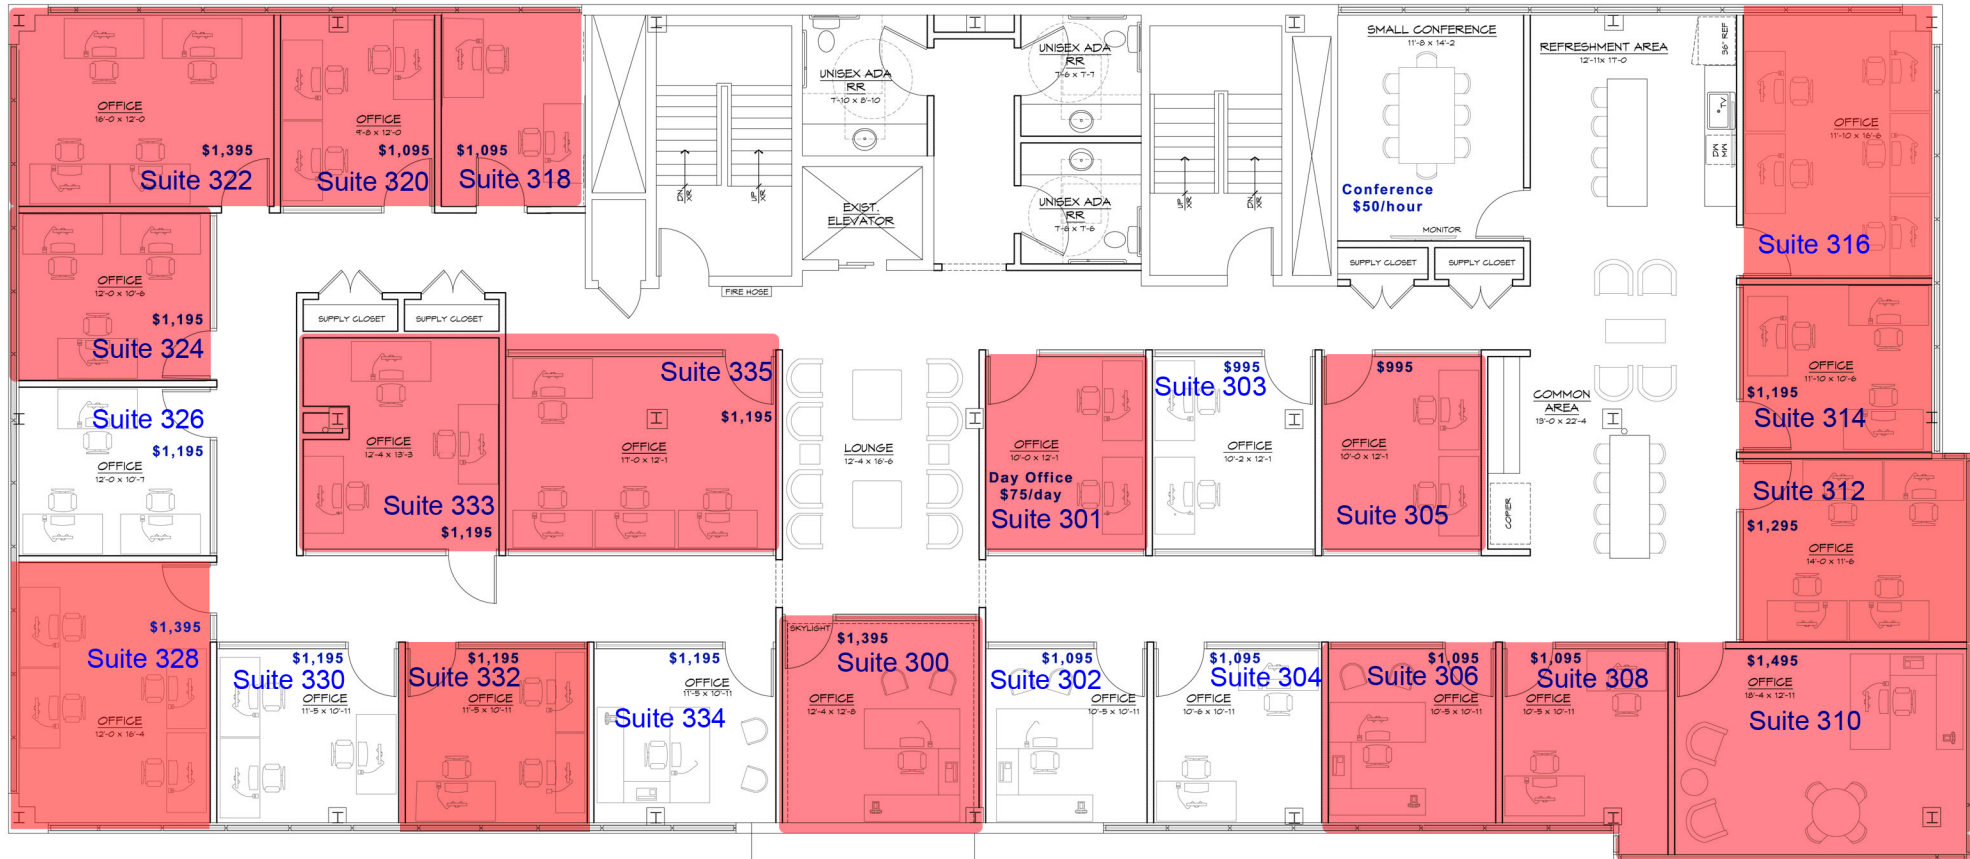 OFFICE
16'-0 x 12'-0
$1,395
Suite 322
OFFICE
9'-8 x 12'-0
$1,095
Suite 320
$1,095
Suite 318
DN
UP
UNISEX ADA
RR
7'-10 x 8'-10
EXIST.
ELEVATOR
UNISEX ADA
RR
7'-6 x 7'-7
UNISEX ADA
RR
7'-6 x 7'-6
UP
DN
SMALL CONFERENCE
11'-8 x 14'-2
Conference
$50/hour
MONITOR
SUPPLY CLOSET
SUPPLY CLOSET
REFRESHMENT AREA
12'-11x 17'-0
36" REF
TV
DW
MW
OFFICE
11'-10 x 16'-6
Suite 316
OFFICE
12'-0 x 10'-6
$1,195
Suite 324
FIRE HOSE
SUPPLY CLOSET
SUPPLY CLOSET
Suite 326
$1,195
OFFICE
12'-0 x 10'-7
OFFICE
12'-4 x 13'-3
Suite 333
$1,195
Suite 335
$1,195
OFFICE
17'-0 x 12'-1
LOUNGE
12'-4 x 16'-6
OFFICE
10'-0 x 12'-1
Day Office
$75/day
Suite 301
$995
Suite 303
OFFICE
10'-2 x 12'-1
$995
OFFICE
10'-0 x 12'-1
Suite 305
COPIER
COMMON
AREA
13'-0 x 22'-4
OFFICE
11'-10 x 10'-6
$1,195
Suite 314
Suite 312
$1,295
OFFICE
14'-0 x 11'-6
$1,395
Suite 328
OFFICE
12'-0 x 16'-4
$1,195
Suite 330
OFFICE
11'-5 x 10'-11
$1,195
Suite 332
OFFICE
11'-5 x 10'-11
$1,195
OFFICE
11'-5 x 10'-11
Suite 334
SKYLIGHT
$1,395
Suite 300
OFFICE
12'-4 x 12'-8
$1,095
Suite 302
OFFICE
10'-5 x 10'-11
$1,095
Suite 304
OFFICE
10'-6 x 10'-11
$1,095
Suite 306
OFFICE
10'-5 x 10'-11
$1,095
Suite 308
OFFICE
10'-5 x 10'-11
$1,495
OFFICE
18'-4 x 12'-11
Suite 310